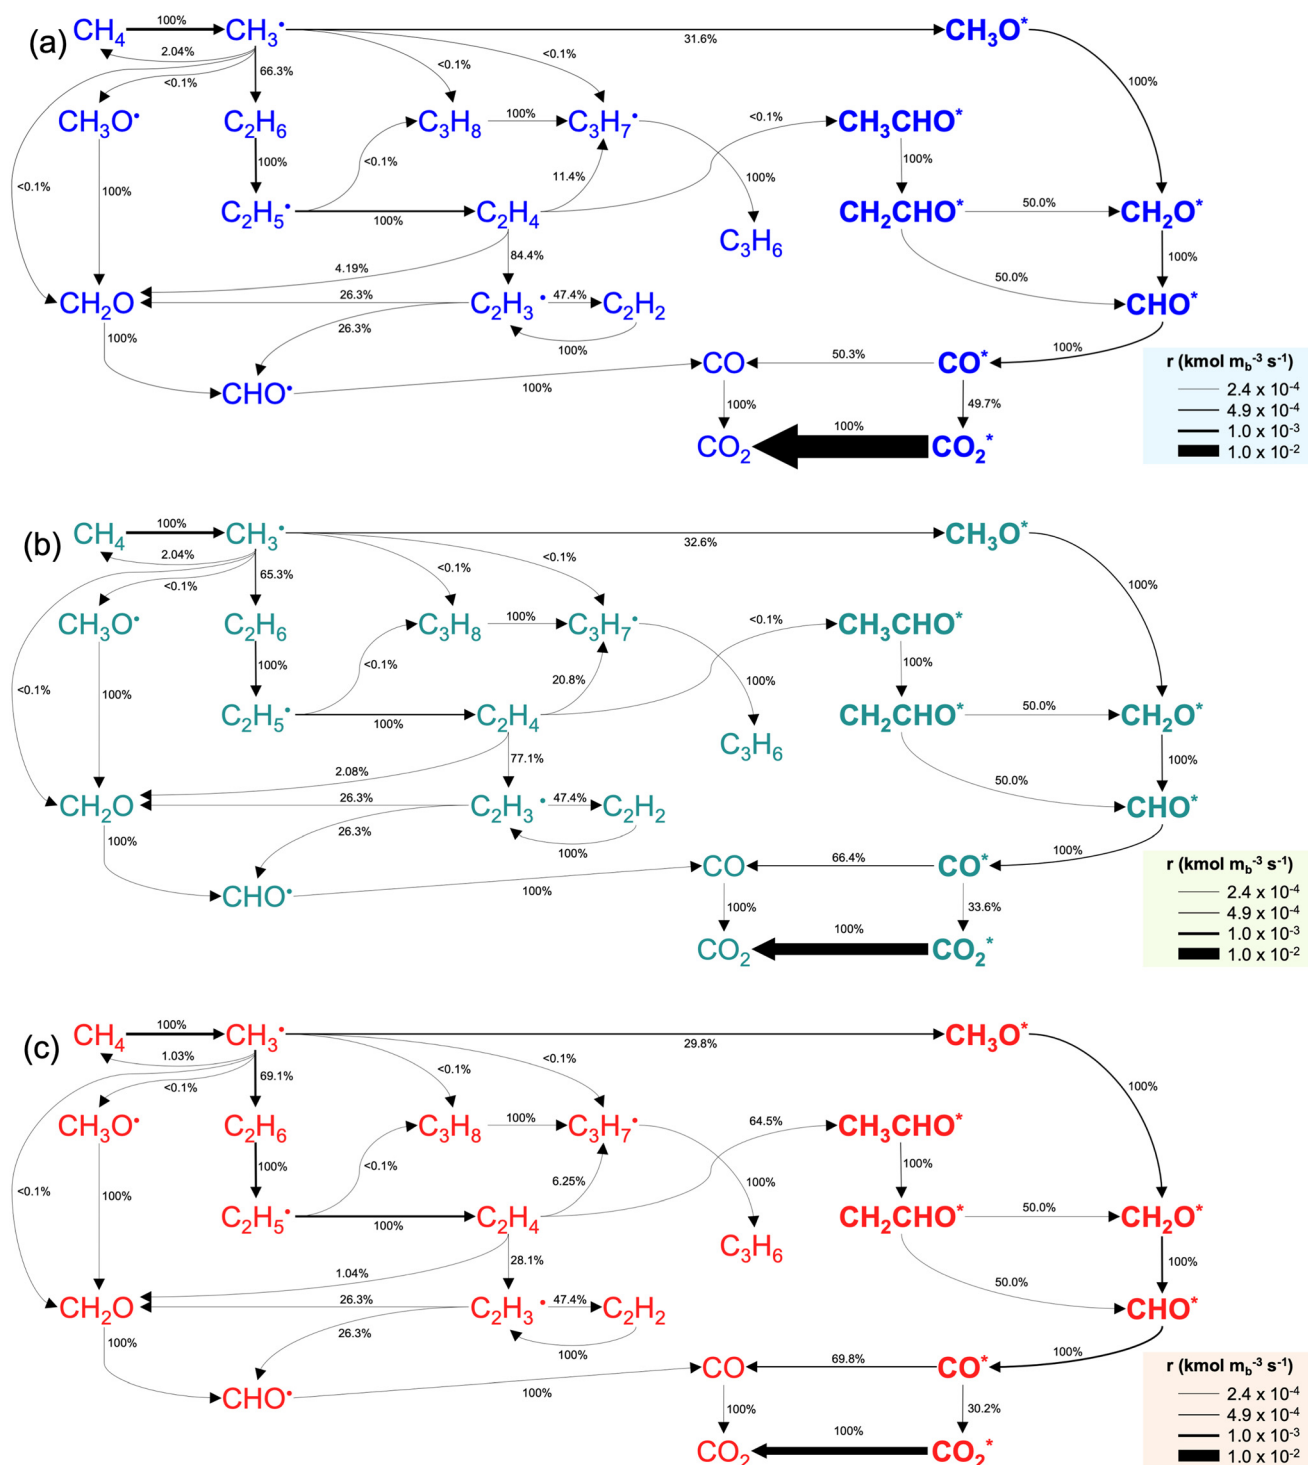 (a)
CH₄ 100% CH₃• 31.6% CH₃O*
2.04% <0.1% 66.3% <0.1% <0.1% 100%
CH₃O• C₂H₆ C₃H₈ 100% C₃H₇• <0.1% CH₃CHO*
<0.1% 100% 100% <0.1% 11.4% 100% 100%
C₂H₅• 100% C₂H₄ C₃H₆ CH₂CHO* 50.0% CH₂O*
4.19% 84.4% 50.0% 100%
CH₂O 26.3% C₂H₃• 47.4% C₂H₂ CHO*
100% 26.3% 100% 100%
CHO• 100% CO 50.3% CO*
100% 49.7%
CO₂ 100% CO₂*
r (kmol m_b⁻³ s⁻¹)
2.4 x 10⁻⁴
4.9 x 10⁻⁴
1.0 x 10⁻³
1.0 x 10⁻²
(b)
CH₄ 100% CH₃• 32.6% CH₃O*
2.04% <0.1% 65.3% <0.1% <0.1% 100%
CH₃O• C₂H₆ C₃H₈ 100% C₃H₇• <0.1% CH₃CHO*
<0.1% 100% 100% <0.1% 20.8% 100% 100%
C₂H₅• 100% C₂H₄ C₃H₆ CH₂CHO* 50.0% CH₂O*
2.08% 77.1% 50.0% 100%
CH₂O 26.3% C₂H₃• 47.4% C₂H₂ CHO*
100% 26.3% 100% 100%
CHO• 100% CO 66.4% CO*
100% 33.6%
CO₂ 100% CO₂*
r (kmol m_b⁻³ s⁻¹)
2.4 x 10⁻⁴
4.9 x 10⁻⁴
1.0 x 10⁻³
1.0 x 10⁻²
(c)
CH₄ 100% CH₃• 29.8% CH₃O*
1.03% <0.1% 69.1% <0.1% <0.1% 100%
CH₃O• C₂H₆ C₃H₈ 100% C₃H₇• 64.5% CH₃CHO*
<0.1% 100% 100% <0.1% 6.25% 100% 100%
C₂H₅• 100% C₂H₄ C₃H₆ CH₂CHO* 50.0% CH₂O*
1.04% 28.1% 50.0% 100%
CH₂O 26.3% C₂H₃• 47.4% C₂H₂ CHO*
100% 26.3% 100% 100%
CHO• 100% CO 69.8% CO*
100% 30.2%
CO₂ 100% CO₂*
r (kmol m_b⁻³ s⁻¹)
2.4 x 10⁻⁴
4.9 x 10⁻⁴
1.0 x 10⁻³
1.0 x 10⁻²